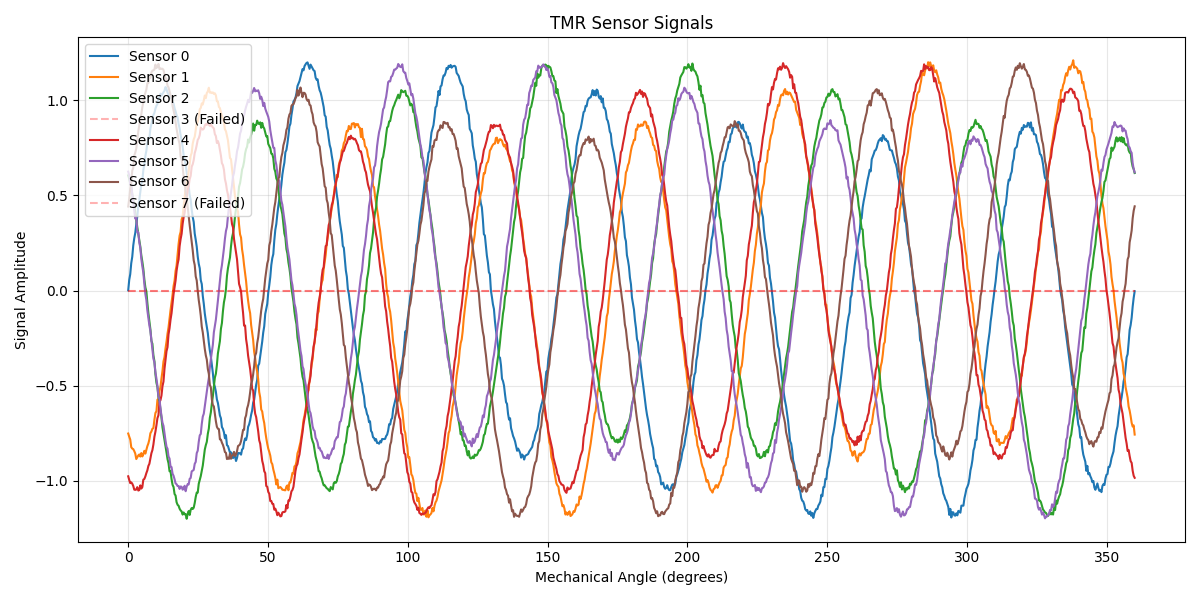 TMR Sensor Signals
Sensor 0
Sensor 1
Sensor 2
Sensor 3 (Failed)
Sensor 4
Sensor 5
Sensor 6
Sensor 7 (Failed)
Signal Amplitude
1.0
0.5
0.0
−0.5
−1.0
0 50 100 150 200 250 300 350
Mechanical Angle (degrees)